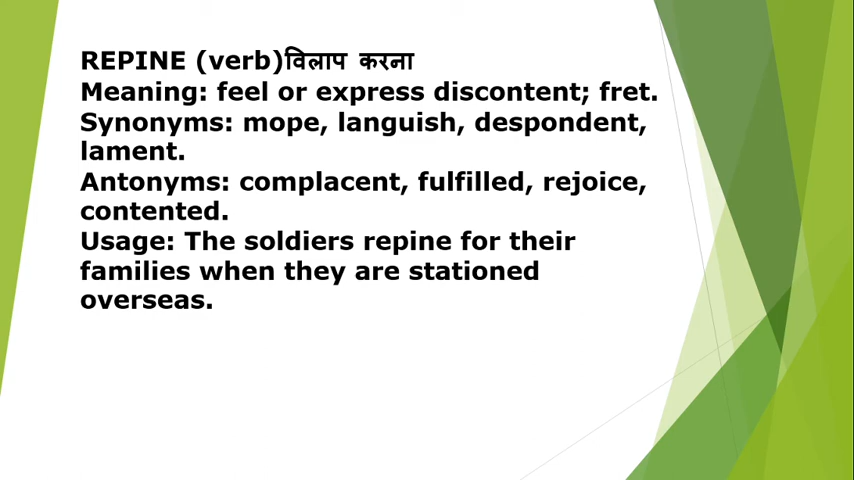 REPINE (verb)विलाप करना
Meaning: feel or express discontent; fret.
Synonyms: mope, languish, despondent,
lament.
Antonyms: complacent, fulfilled, rejoice,
contented.
Usage: The soldiers repine for their
families when they are stationed
overseas.